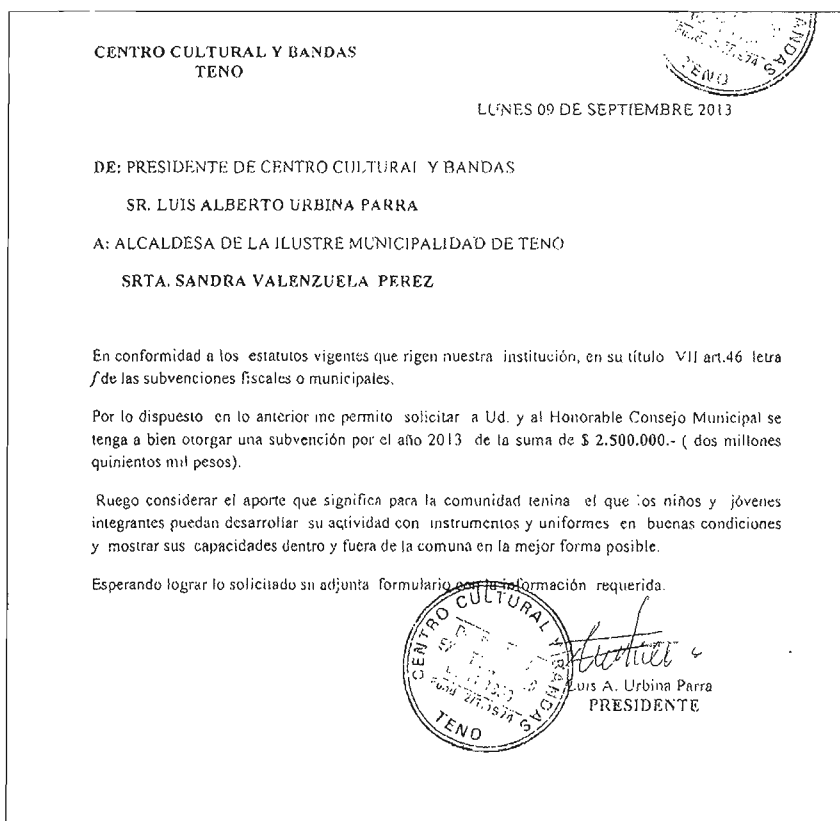 CENTRO CULTURAL Y BANDAS
TENO
TENO
LUNES 09 DE SEPTIEMBRE 2013
DE: PRESIDENTE DE CENTRO CULTURAL Y BANDAS
SR. LUIS ALBERTO URBINA PARRA
A: ALCALDESA DE LA ILUSTRE MUNICIPALIDAD DE TENO
SRTA. SANDRA VALENZUELA PEREZ
En conformidad a los estatutos vigentes que rigen nuestra institución, en su título VII art.46 letra
f de las subvenciones fiscales o municipales.
Por lo dispuesto en lo anterior me permito solicitar a Ud. y al Honorable Consejo Municipal se
tenga a bien otorgar una subvención por el año 2013 de la suma de $ 2.500.000.- ( dos millones
quinientos mil pesos).
Ruego considerar el aporte que significa para la comunidad tenina el que los niños y jóvenes
integrantes puedan desarrollar su actividad con instrumentos y uniformes en buenas condiciones
y mostrar sus capacidades dentro y fuera de la comuna en la mejor forma posible.
Esperando lograr lo solicitado su adjunta formulario con la información requerida.
CENTRO CULTURAL Y BANDAS
TENO
Luis A. Urbina Parra
PRESIDENTE